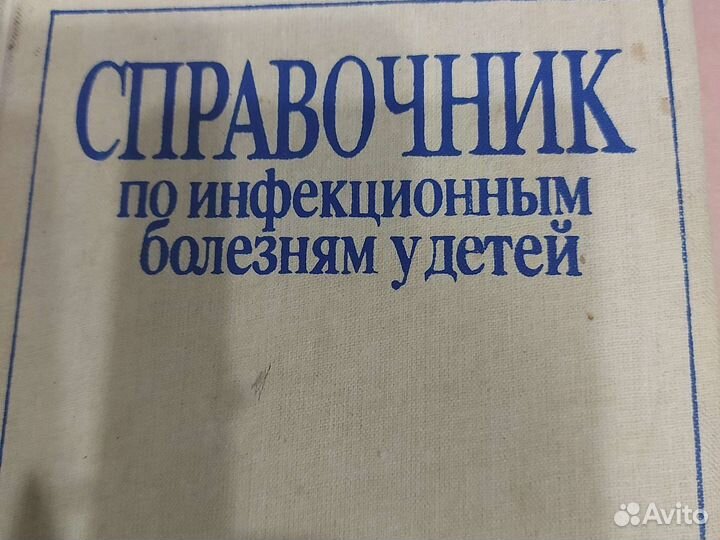 СПРАВОЧНИК
по инфекционным
болезням у детей
Avito